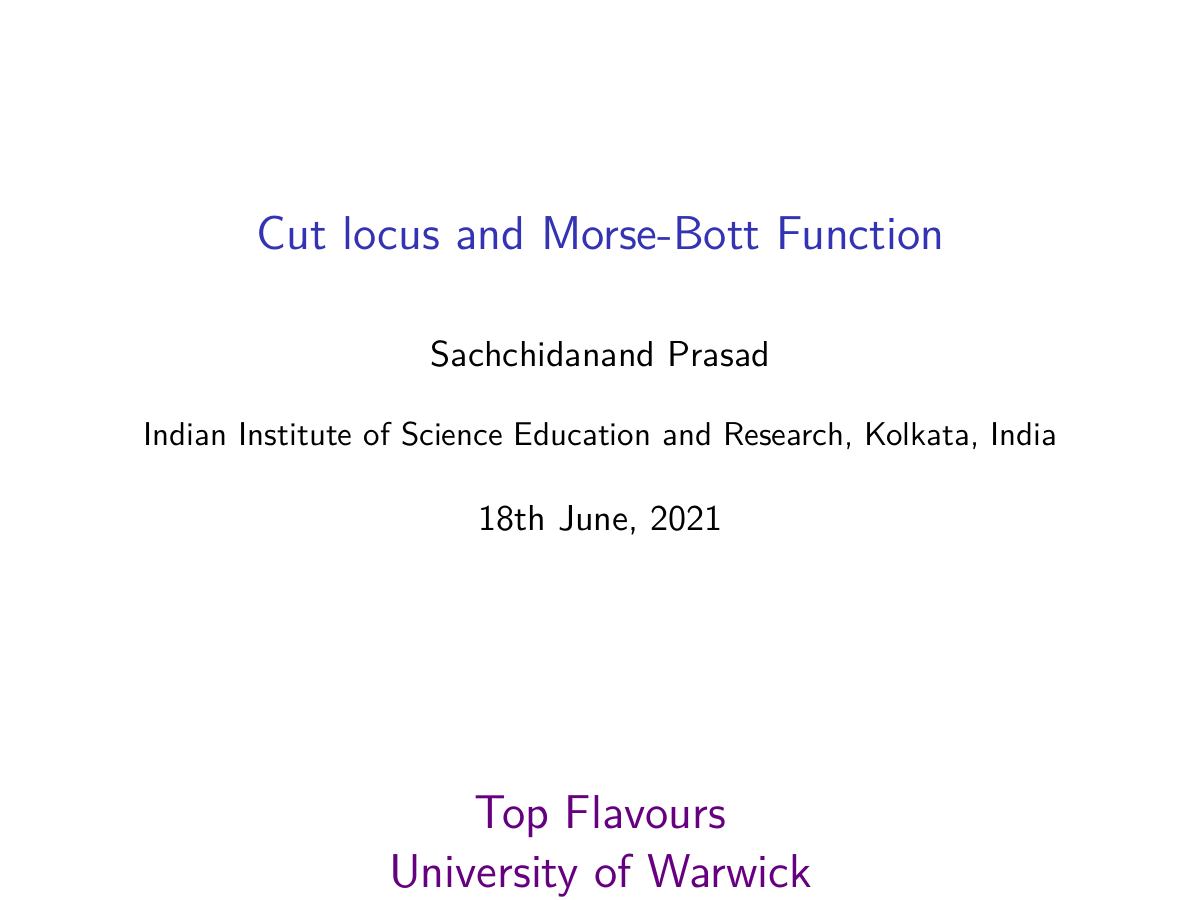 Cut locus and Morse-Bott Function
Sachchidanand Prasad
Indian Institute of Science Education and Research, Kolkata, India
18th June, 2021
Top Flavours
University of Warwick